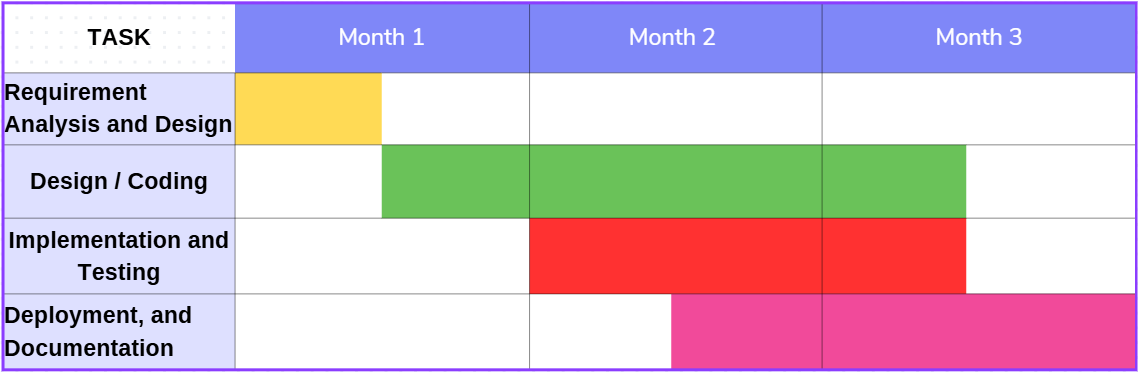 TASK Month 1 Month 2 Month 3
Requirement
Analysis and Design
Design / Coding
Implementation and
Testing
Deployment, and
Documentation